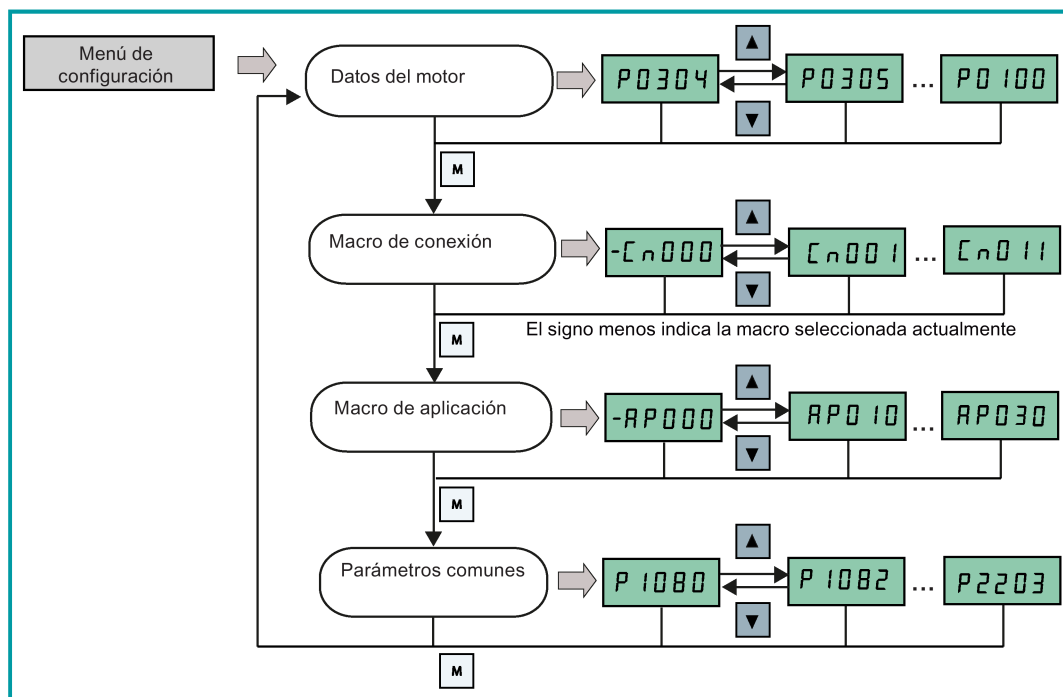 Menú de
configuración
Datos del motor
P0304
P0305
...
P0100
M
Macro de conexión
-Cn000
Cn001
...
Cn011
El signo menos indica la macro seleccionada actualmente
M
Macro de aplicación
-AP000
AP010
...
AP030
M
Parámetros comunes
P1080
P1082
...
P2203
M